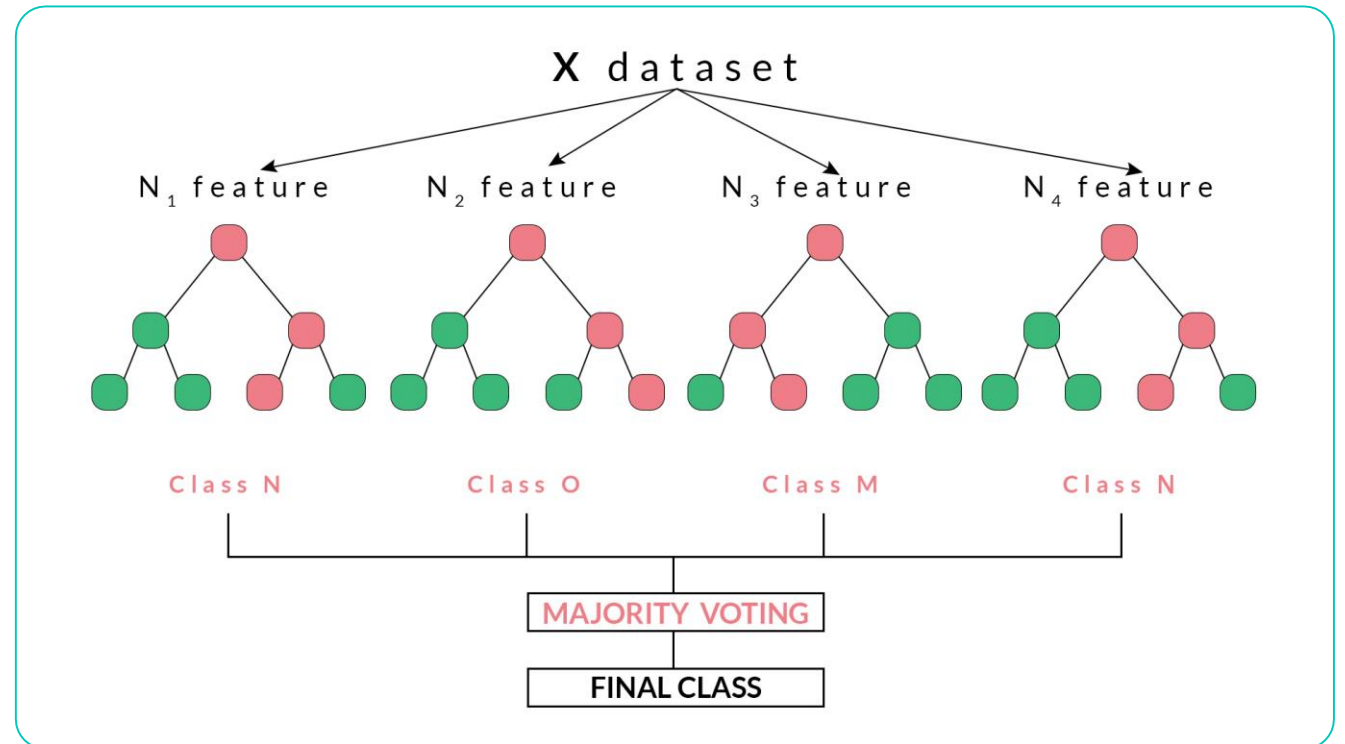 X dataset
N1 feature
N2 feature
N3 feature
N4 feature
Class N
Class O
Class M
Class N
MAJORITY VOTING
FINAL CLASS